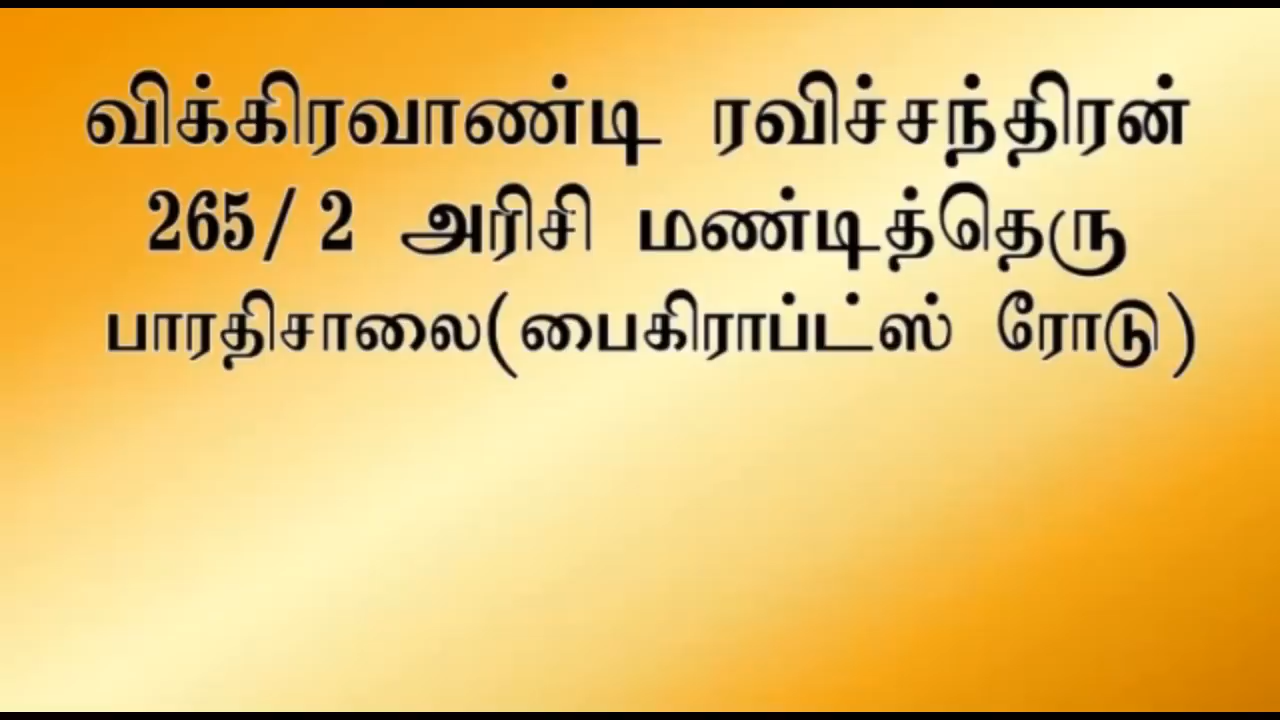 விக்கிரவாண்டி ரவிச்சந்திரன்
265/ 2 அரிசி மண்டித்தெரு
பாரதிசாலை(பைகிராப்ட்ஸ் ரோடு)